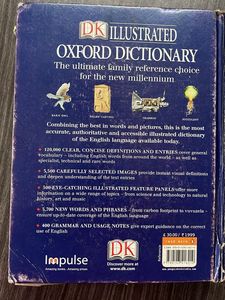 DK ILLUSTRATED
OXFORD DICTIONARY
The ultimate family reference choice
for the new millennium
BARN OWL
Combining the best in words and pictures, this is the most
accurate, authoritative and accessible illustrated dictionary
of the English language available today.
• 120,000 CLEAR, CONCISE DEFINITIONS AND ENTRIES cover general
vocabulary – including English words from around the world – as well as
specialist, technical and rare words
• 5,500 CAREFULLY SELECTED IMAGES provide instant visual definitions
and deepen understanding of the text entries
• 300 EYE-CATCHING ILLUSTRATED FEATURE PANELS offer more
information on a wide range of topics – from science and technology to natural
history, art and music
• 3,700 NEW WORDS AND PHRASES – from carbon footprint to vuvuzela –
ensure up-to-date coverage of the English language
• 400 GRAMMAR AND USAGE NOTES give expert guidance on the correct
use of English
Impulse
DK
Discover more at
www.dk.com
£ 30.00 / ₹ 1999